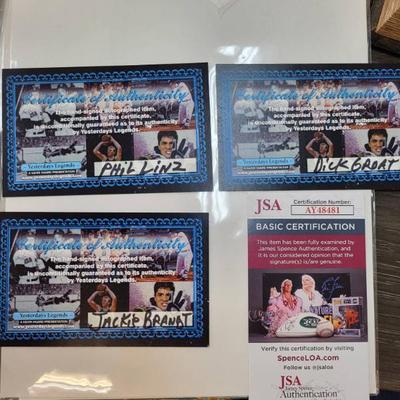 Certificate of Authenticity
The hand-signed autographed item,
accompanied by this certificate,
is unconditionally guaranteed as to its authenticity
by Yesterdays Legends.
Yesterdays Legends
PHIL LINZ
Certificate of Authenticity
The hand-signed autographed item,
accompanied by this certificate,
is unconditionally guaranteed as to its authenticity
by Yesterdays Legends.
Yesterdays Legends
DICK GROAT
Certificate of Authenticity
The hand-signed autographed item,
accompanied by this certificate,
is unconditionally guaranteed as to its authenticity
by Yesterdays Legends.
Yesterdays Legends
JACKIE BRANDT
JSA
Certification Number:
AY48481
BASIC CERTIFICATION
This item has been fully examined by
James Spence Authentication, and
it is our considered opinion that the
signature(s) is/are genuine.
Verify this certification by visiting
SpenceLOA.com
Follow us @jsaloa
JSA
James Spence
Authentication